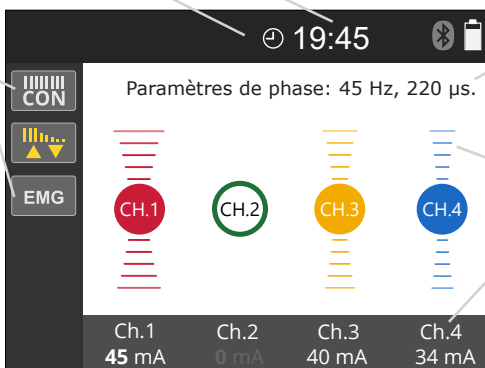 19:45
CON
Paramètres de phase: 45 Hz, 220 µs.
EMG
CH.1 CH.2 CH.3 CH.4
Ch.1 Ch.2 Ch.3 Ch.4
45 mA 0 mA 40 mA 34 mA